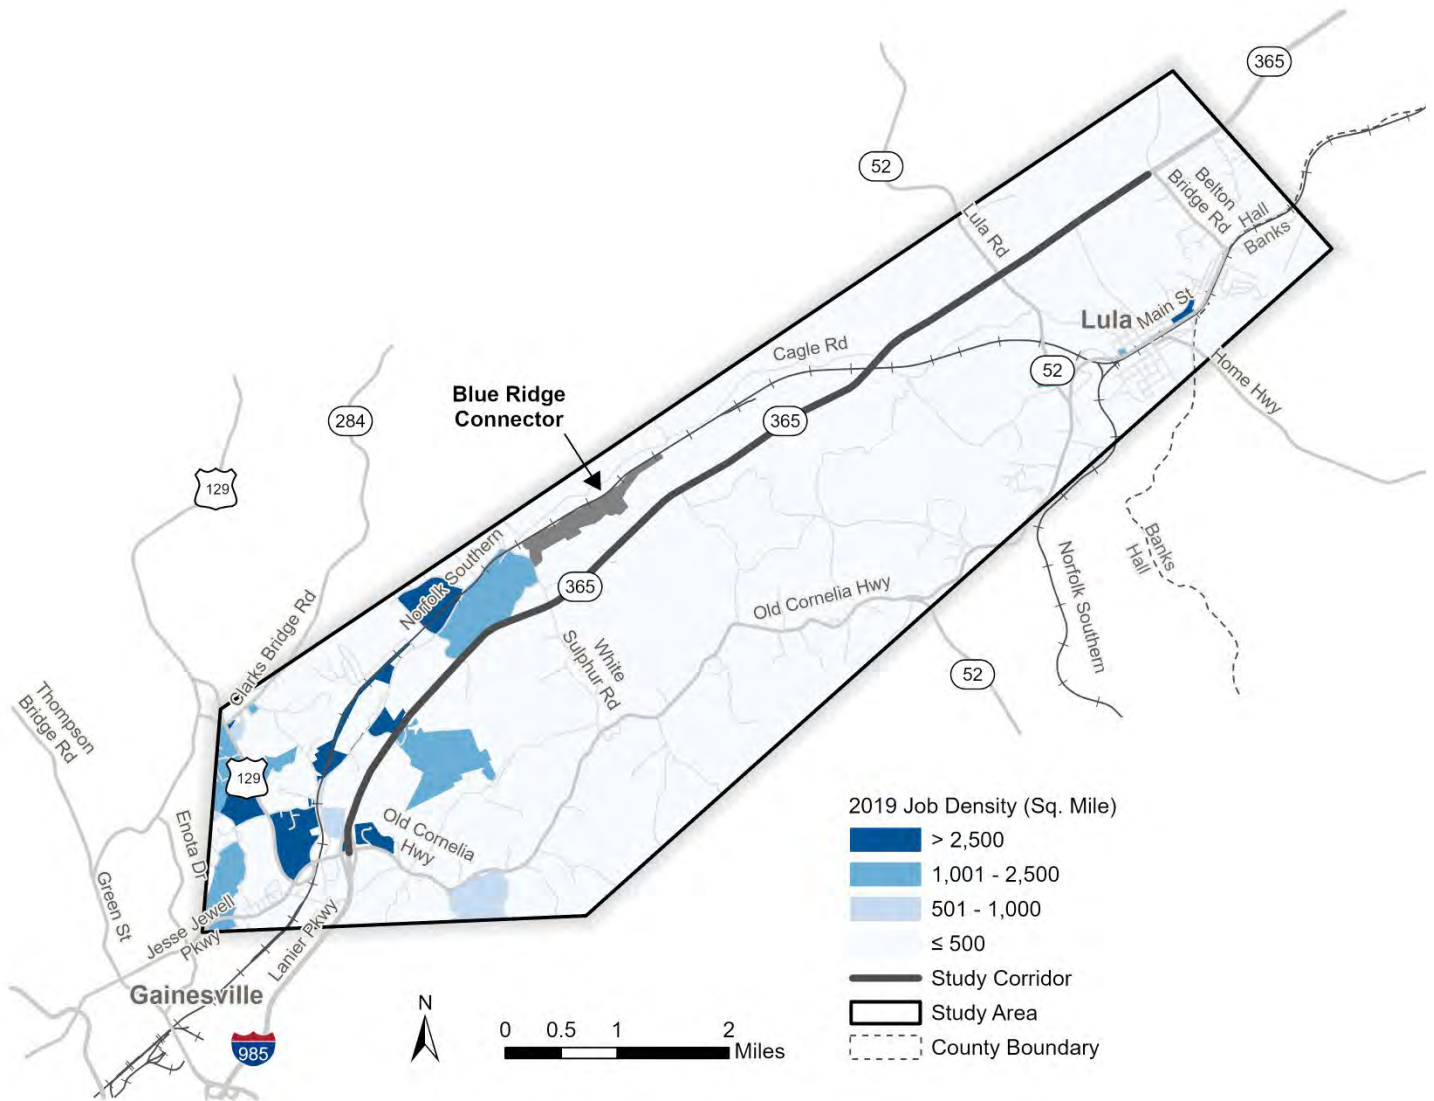 365
52
Belton
Bridge Rd
Hall
Banks
Lula Rd
Main St
Lula
Cagle Rd
52
Home Hwy
Blue Ridge
Connector
284
365
129
Norfolk Southern
365
Banks
Hall
Old Cornelia Hwy
Norfolk Southern
Clarks Bridge Rd
White
Sulphur Rd
52
Thompson
Bridge Rd
129
Enota Dr
Old Cornelia
Hwy
Green St
Jesse Jewell
Pkwy
Lanier Pkwy
Gainesville
985
N
0 0.5 1 2
Miles
2019 Job Density (Sq. Mile)
> 2,500
1,001 - 2,500
501 - 1,000
≤ 500
Study Corridor
Study Area
County Boundary